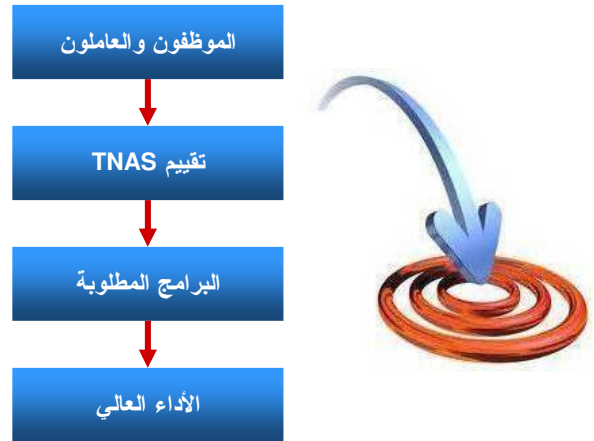 الموظفون والعاملون
تقييم TNAS
البرامج المطلوبة
الأداء العالي